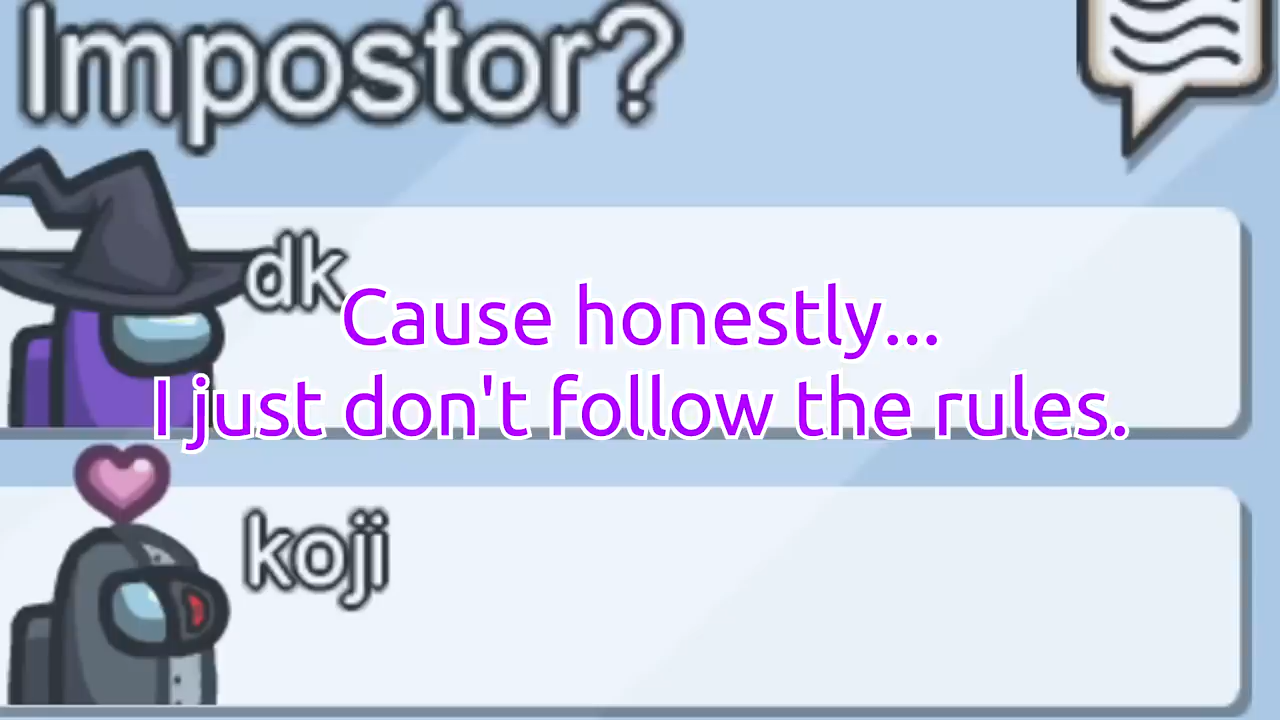 Impostor?
dk
Cause honestly...
I just don't follow the rules.
koji